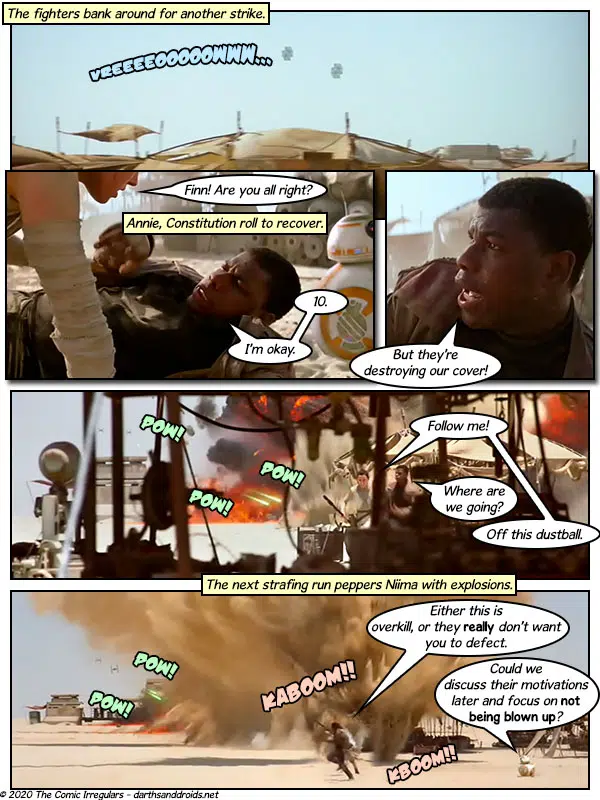 The fighters bank around for another strike.
VREEEEOOOOOWWW...
Finn! Are you all right?
Annie, Constitution roll to recover.
10.
I'm okay.
But they're
destroying our cover!
POW!
POW!
POW!
Follow me!
Where are
we going?
Off this dustball.
The next strafing run peppers Niima with explosions.
Either this is
overkill, or they really don't want
you to defect.
POW!
POW!
KABOOM!!
Could we
discuss their motivations
later and focus on not
being blown up?
KBOOM!!
© 2020 The Comic Irregulars - darthsanddroids.net